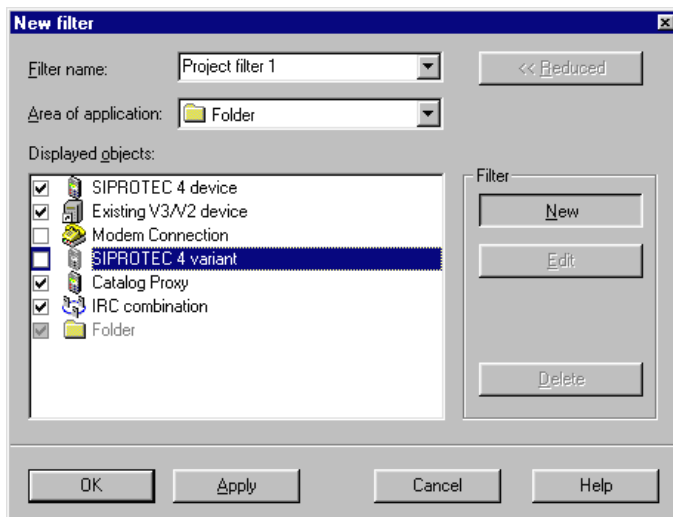 New filter
Filter name:
Project filter 1
<< Reduced
Area of application:
Folder
Displayed objects:
SIPROTEC 4 device
Existing V3/V2 device
Modem Connection
SIPROTEC 4 variant
Catalog Proxy
IRC combination
Folder
Filter
New
Edit
Delete
OK
Apply
Cancel
Help